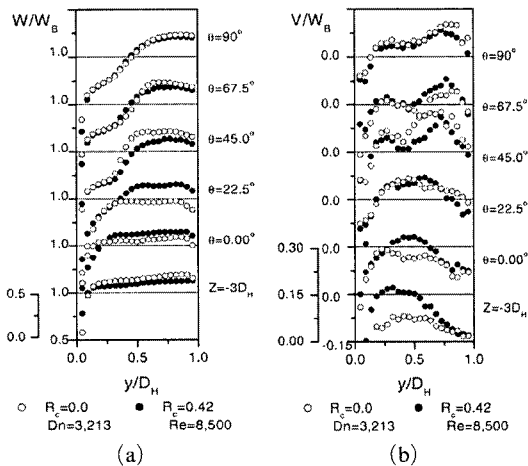 W/W_B
1.0
θ=90°
1.0
θ=67.5°
1.0
θ=45.0°
1.0
θ=22.5°
1.0
θ=0.00°
0.5
1.0
Z=-3D_H
0.0
0.5
0.0 0.5 1.0
y/D_H
○ R_c=0.0 ● R_c=0.42
Dn=3,213 Re=8,500
(a)
V/W_B
0.0
θ=90°
0.0
θ=67.5°
0.0
θ=45.0°
0.0
θ=22.5°
0.30
0.0
θ=0.00°
0.15
0.0
Z=-3D_H
0.00
-0.15
0.0 0.5 1.0
y/D_H
○ R_c=0.0 ● R_c=0.42
Dn=3,213 Re=8,500
(b)